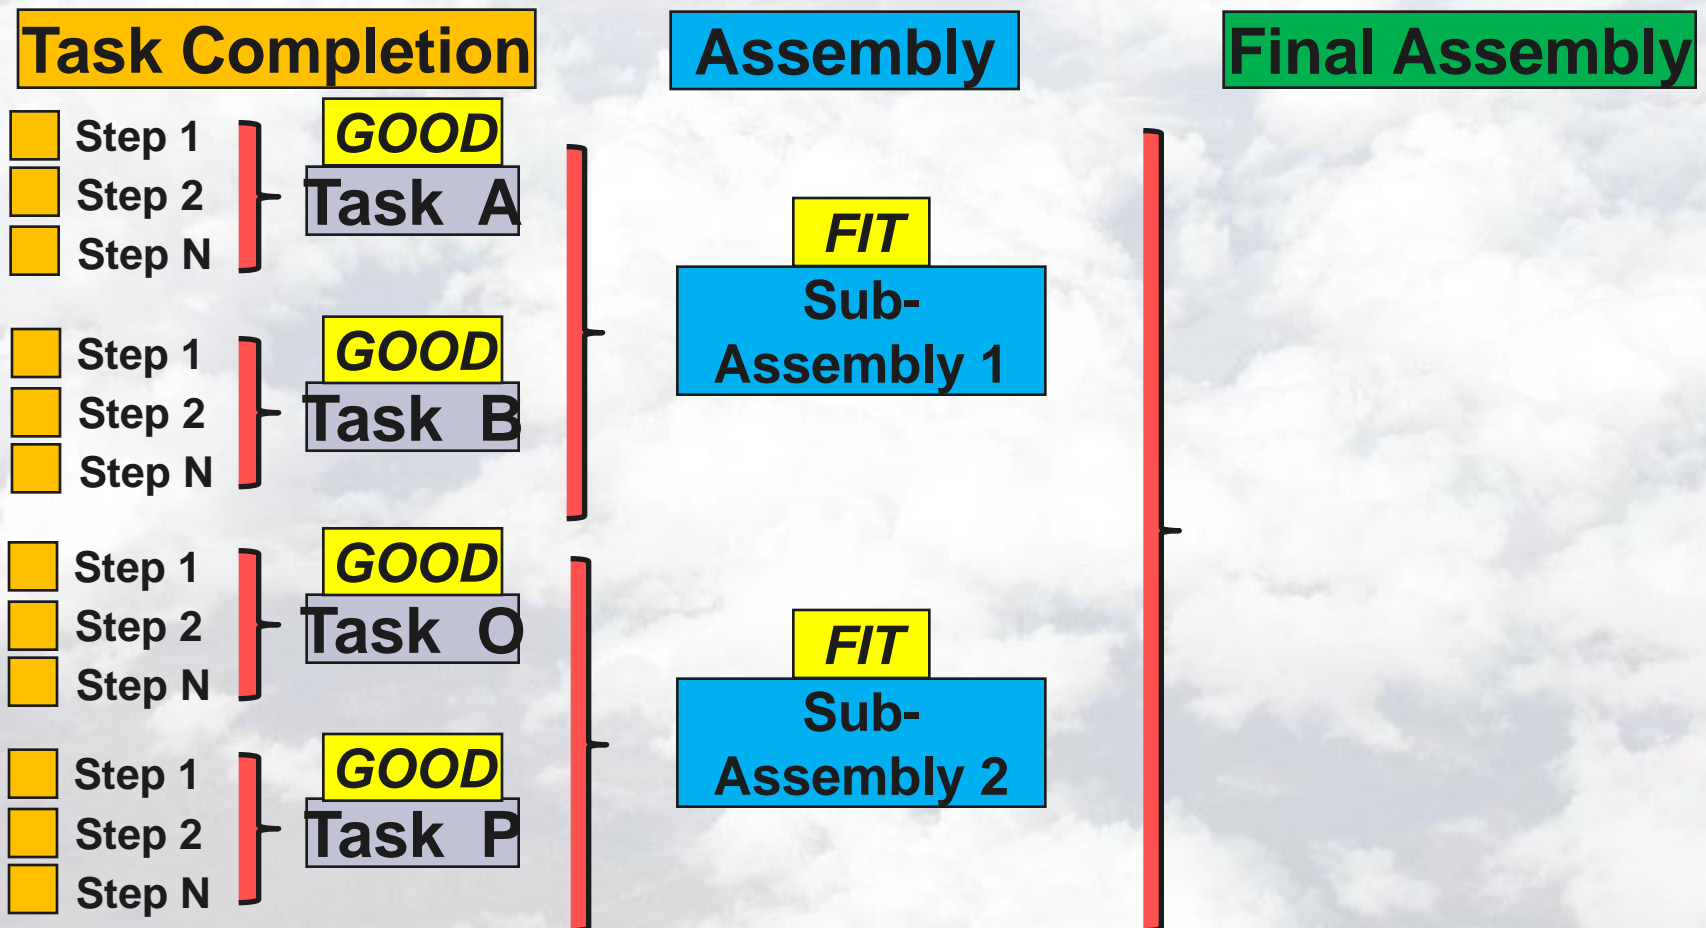 Task Completion
Assembly
Final Assembly
Step 1
Step 2
Step N
GOOD
Task A
Step 1
Step 2
Step N
GOOD
Task B
FIT
Sub-
Assembly 1
Step 1
Step 2
Step N
GOOD
Task O
Step 1
Step 2
Step N
GOOD
Task P
FIT
Sub-
Assembly 2